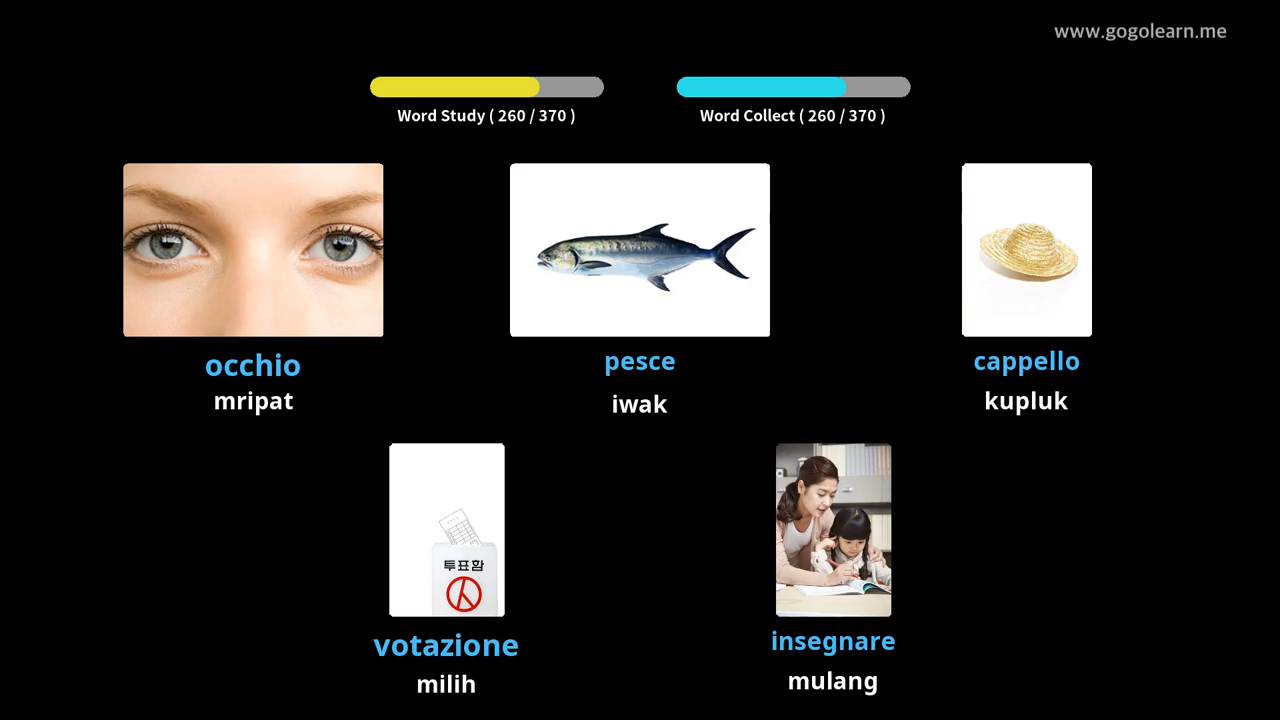 www.gogolearn.me
Word Study ( 260 / 370 )
Word Collect ( 260 / 370 )
occhio
mripat
pesce
iwak
cappello
kupluk
투표함
votazione
milih
insegnare
mulang